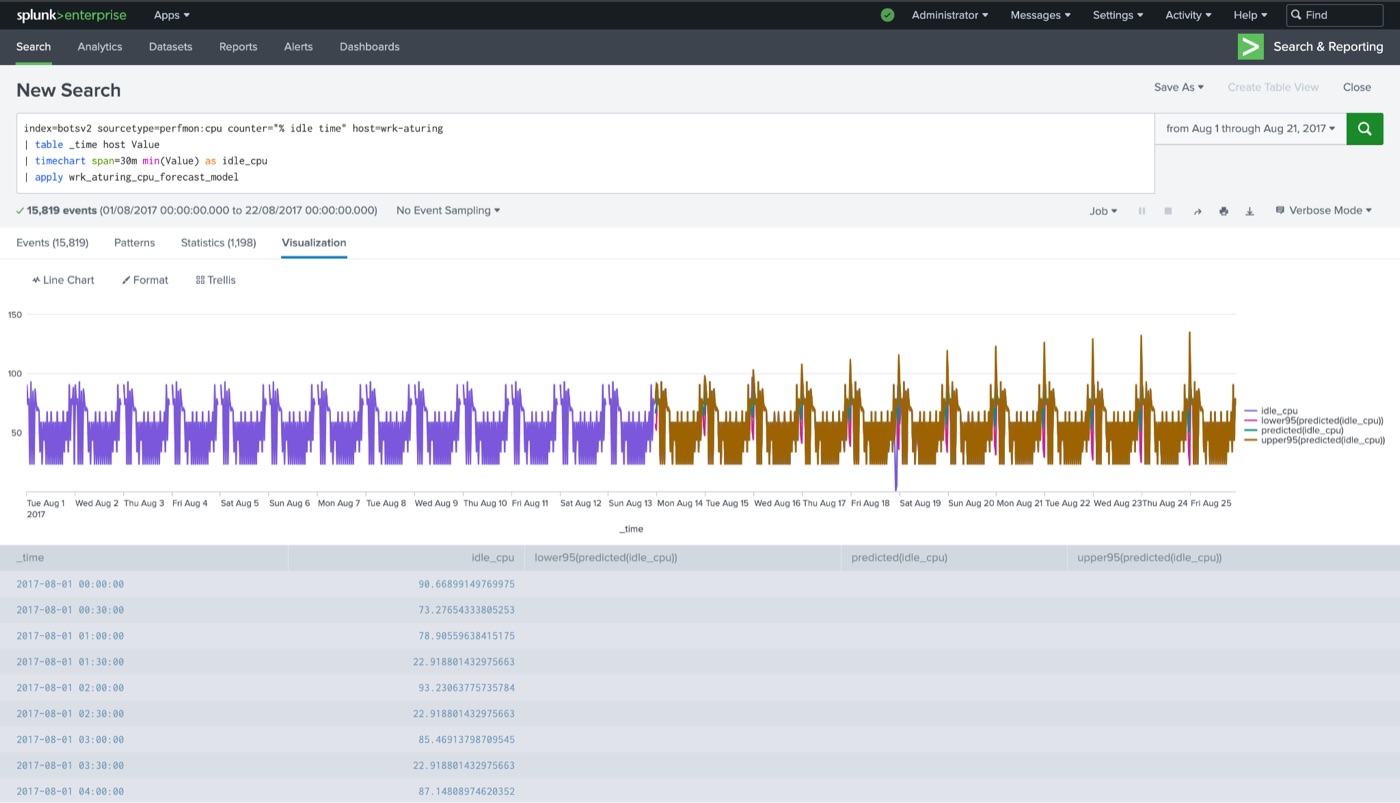 splunk>enterprise Apps Administrator Messages Settings Activity Help Find
Search Analytics Datasets Reports Alerts Dashboards Search & Reporting
New Search Save As Create Table View Close
index=botsv2 sourcetype=perfmon:cpu counter="% idle time" host=wrk-aturing
| table _time host Value
| timechart span=30m min(Value) as idle_cpu
| apply wrk_aturing_cpu_forecast_model
from Aug 1 through Aug 21, 2017
15,819 events (01/08/2017 00:00:00.000 to 22/08/2017 00:00:00.000) No Event Sampling Job Verbose Mode
Events (15,819) Patterns Statistics (1,198) Visualization
Line Chart Format Trellis
150
100
50
idle_cpu
lower95(predicted(idle_cpu))
predicted(idle_cpu)
upper95(predicted(idle_cpu))
Tue Aug 1 Wed Aug 2 Thu Aug 3 Fri Aug 4 Sat Aug 5 Sun Aug 6 Mon Aug 7 Tue Aug 8 Wed Aug 9 Thu Aug 10 Fri Aug 11 Sat Aug 12 Sun Aug 13 Mon Aug 14 Tue Aug 15 Wed Aug 16 Thu Aug 17 Fri Aug 18 Sat Aug 19 Sun Aug 20 Mon Aug 21 Tue Aug 22 Wed Aug 23 Thu Aug 24 Fri Aug 25
2017
_time
_time idle_cpu lower95(predicted(idle_cpu)) predicted(idle_cpu) upper95(predicted(idle_cpu))
2017-08-01 00:00:00 90.66899149769975
2017-08-01 00:30:00 73.27654333805253
2017-08-01 01:00:00 78.90559638415175
2017-08-01 01:30:00 22.918801432975663
2017-08-01 02:00:00 93.23063775735784
2017-08-01 02:30:00 22.918801432975663
2017-08-01 03:00:00 85.46913798709545
2017-08-01 03:30:00 22.918801432975663
2017-08-01 04:00:00 87.14808974620352